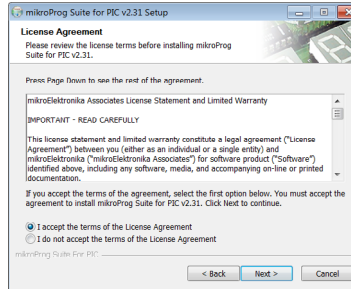 mikroProg Suite for PIC v2.31 Setup
License Agreement
Please review the license terms before installing mikroProg
Suite for PIC v2.31.
Press Page Down to see the rest of the agreement.
mikroElektronika Associates License Statement and Limited Warranty
IMPORTANT - READ CAREFULLY
This license statement and limited warranty constitute a legal agreement ("License
Agreement") between you (either as an individual or a single entity) and
mikroElektronika ("mikroElektronika Associates") for software product ("Software")
identified above, including any software, media, and accompanying on-line or printed
documentation.
If you accept the terms of the agreement, select the first option below. You must accept the
agreement to install mikroProg Suite for PIC v2.31. Click Next to continue.
I accept the terms of the License Agreement
I do not accept the terms of the License Agreement
mikroProg Suite For PIC
< Back Next > Cancel